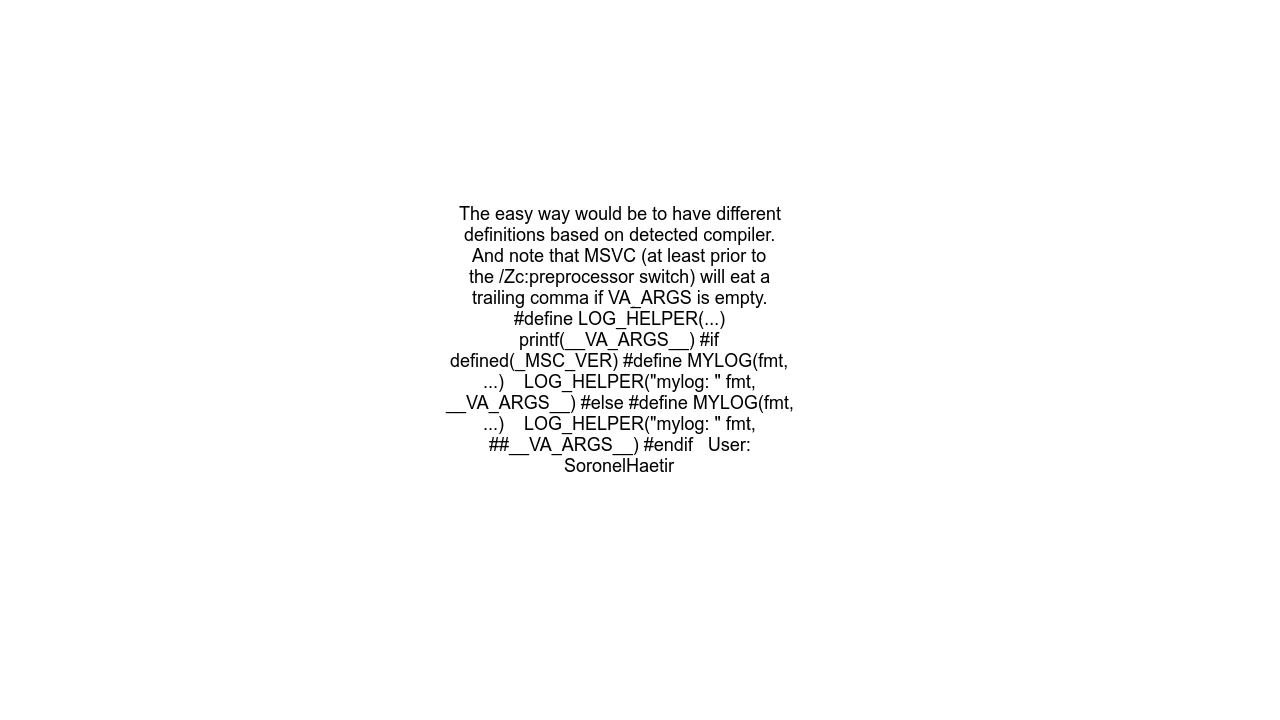 The easy way would be to have different
definitions based on detected compiler.
And note that MSVC (at least prior to
the /Zc:preprocessor switch) will eat a
trailing comma if VA_ARGS is empty.
#define LOG_HELPER(...)
printf(__VA_ARGS__) #if
defined(_MSC_VER) #define MYLOG(fmt,
...)    LOG_HELPER("mylog: " fmt,
__VA_ARGS__) #else #define MYLOG(fmt,
...)    LOG_HELPER("mylog: " fmt,
##__VA_ARGS__) #endif   User:
SoronelHaetir